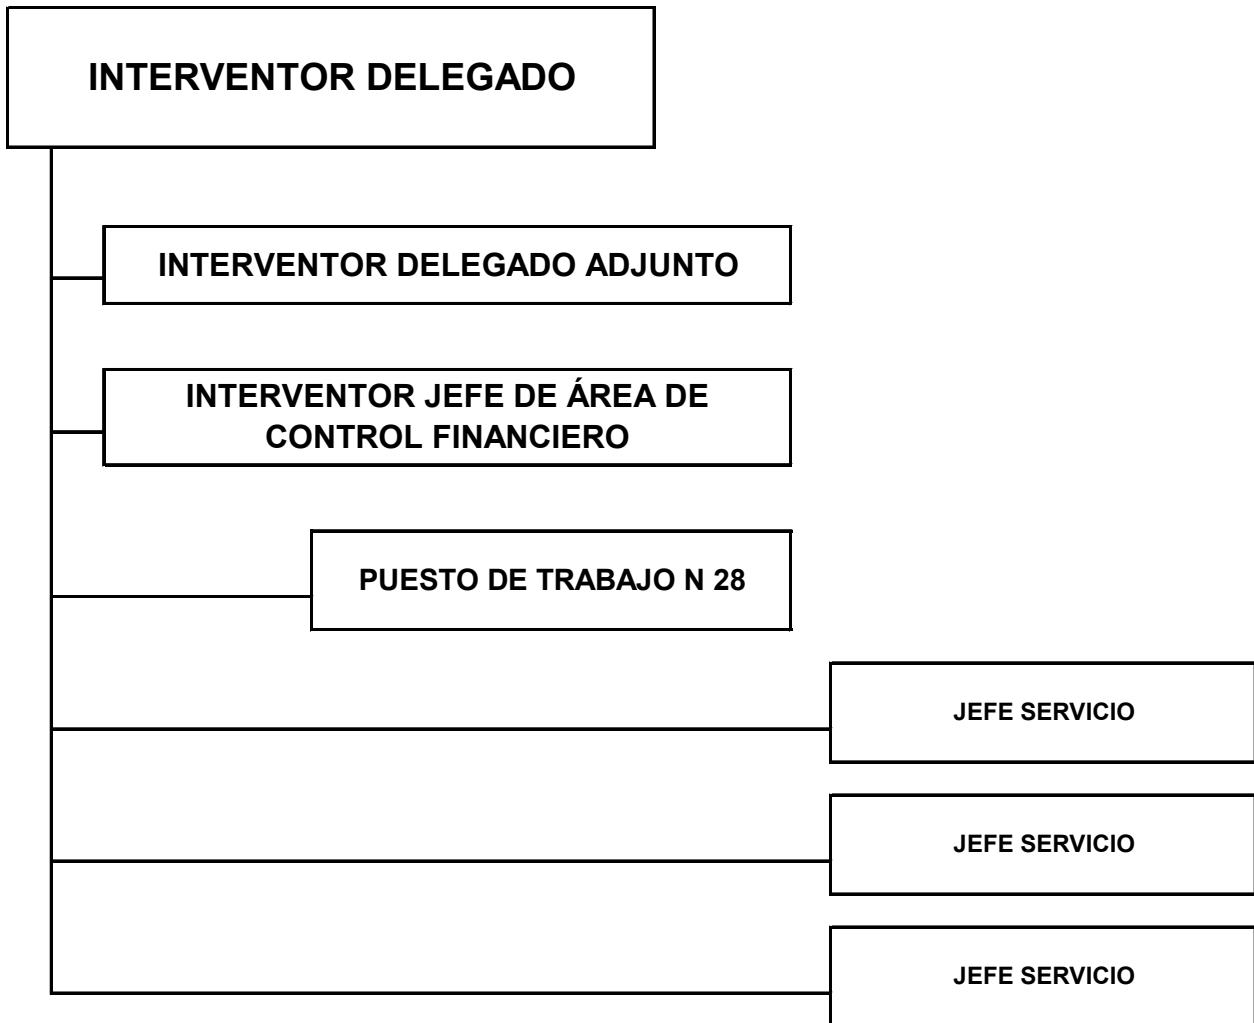 INTERVENTOR DELEGADO
INTERVENTOR DELEGADO ADJUNTO
INTERVENTOR JEFE DE ÁREA DE
CONTROL FINANCIERO
PUESTO DE TRABAJO N 28
JEFE SERVICIO
JEFE SERVICIO
JEFE SERVICIO